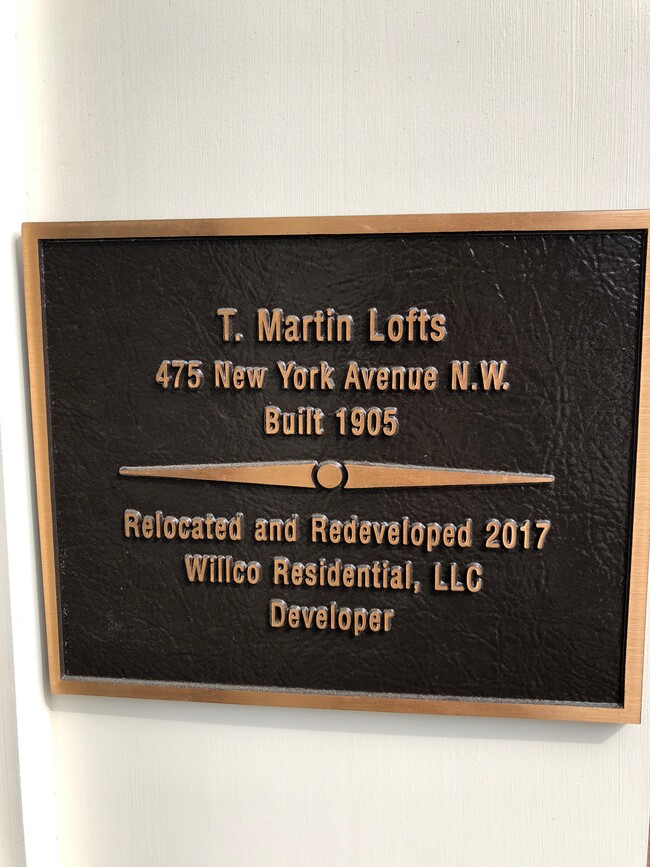 T. Martin Lofts
475 New York Avenue N.W.
Built 1905
Relocated and Redeveloped 2017
Willco Residential, LLC
Developer